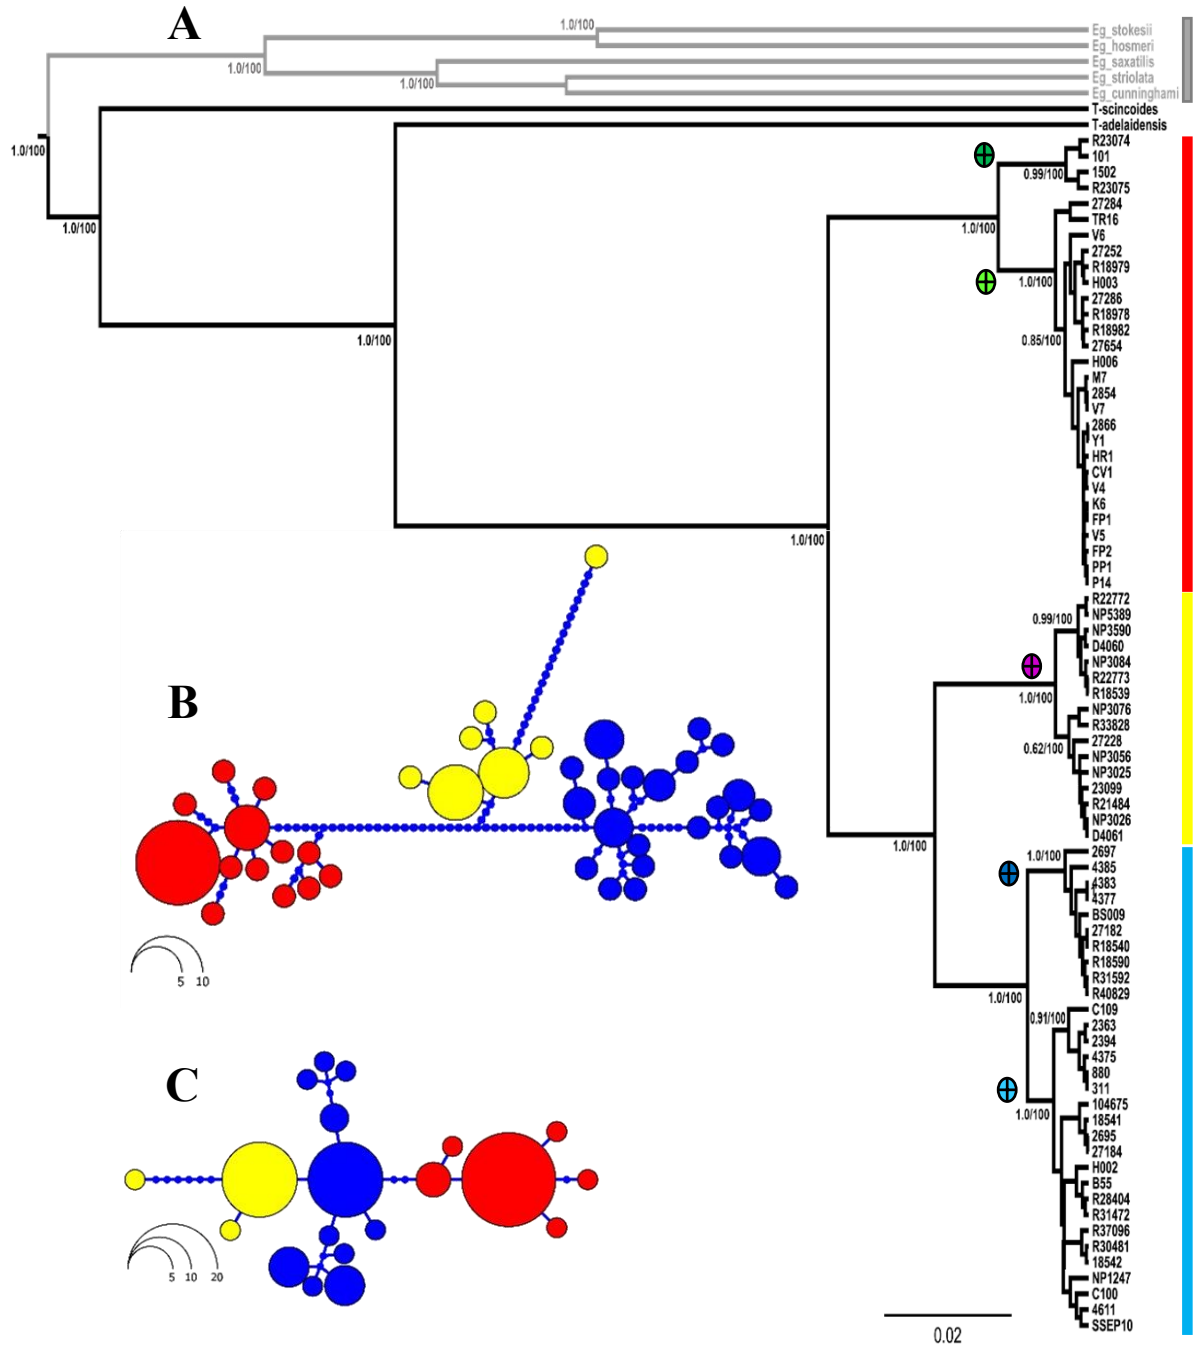 A
1.0/100
Eg_stokesii
Eg_hosmeri
1.0/100
Eg_saxatilis
1.0/100
Eg_striolata
Eg_cunninghami
T-scincoides
T-adelaidensis
1.0/100
R23074
101
0.99/100
1502
R23075
27284
TR16
1.0/100
1.0/100
V6
27252
R18979
1.0/100
H003
27286
R18978
R18982
1.0/100
0.85/100
27654
H006
M7
2854
V7
2866
Y1
HR1
CV1
V4
K6
FP1
1.0/100
V5
FP2
PP1
P14
R22772
0.99/100
NP5389
NP3590
D4060
NP3084
R22773
1.0/100
R18539
B
NP3076
R33828
0.62/100
27228
NP3056
NP3025
23099
R21484
NP3026
D4061
1.0/100
1.0/100
2697
4385
4383
4377
BS009
27182
R18540
R18590
5 10
R31592
1.0/100
R40829
C109
0.91/100
2363
2394
4375
880
C
311
1.0/100
104675
18541
2695
27184
H002
B55
R28404
R31472
R37096
R30481
18542
5 10 20
NP1247
C100
4611
SSEP10
0.02